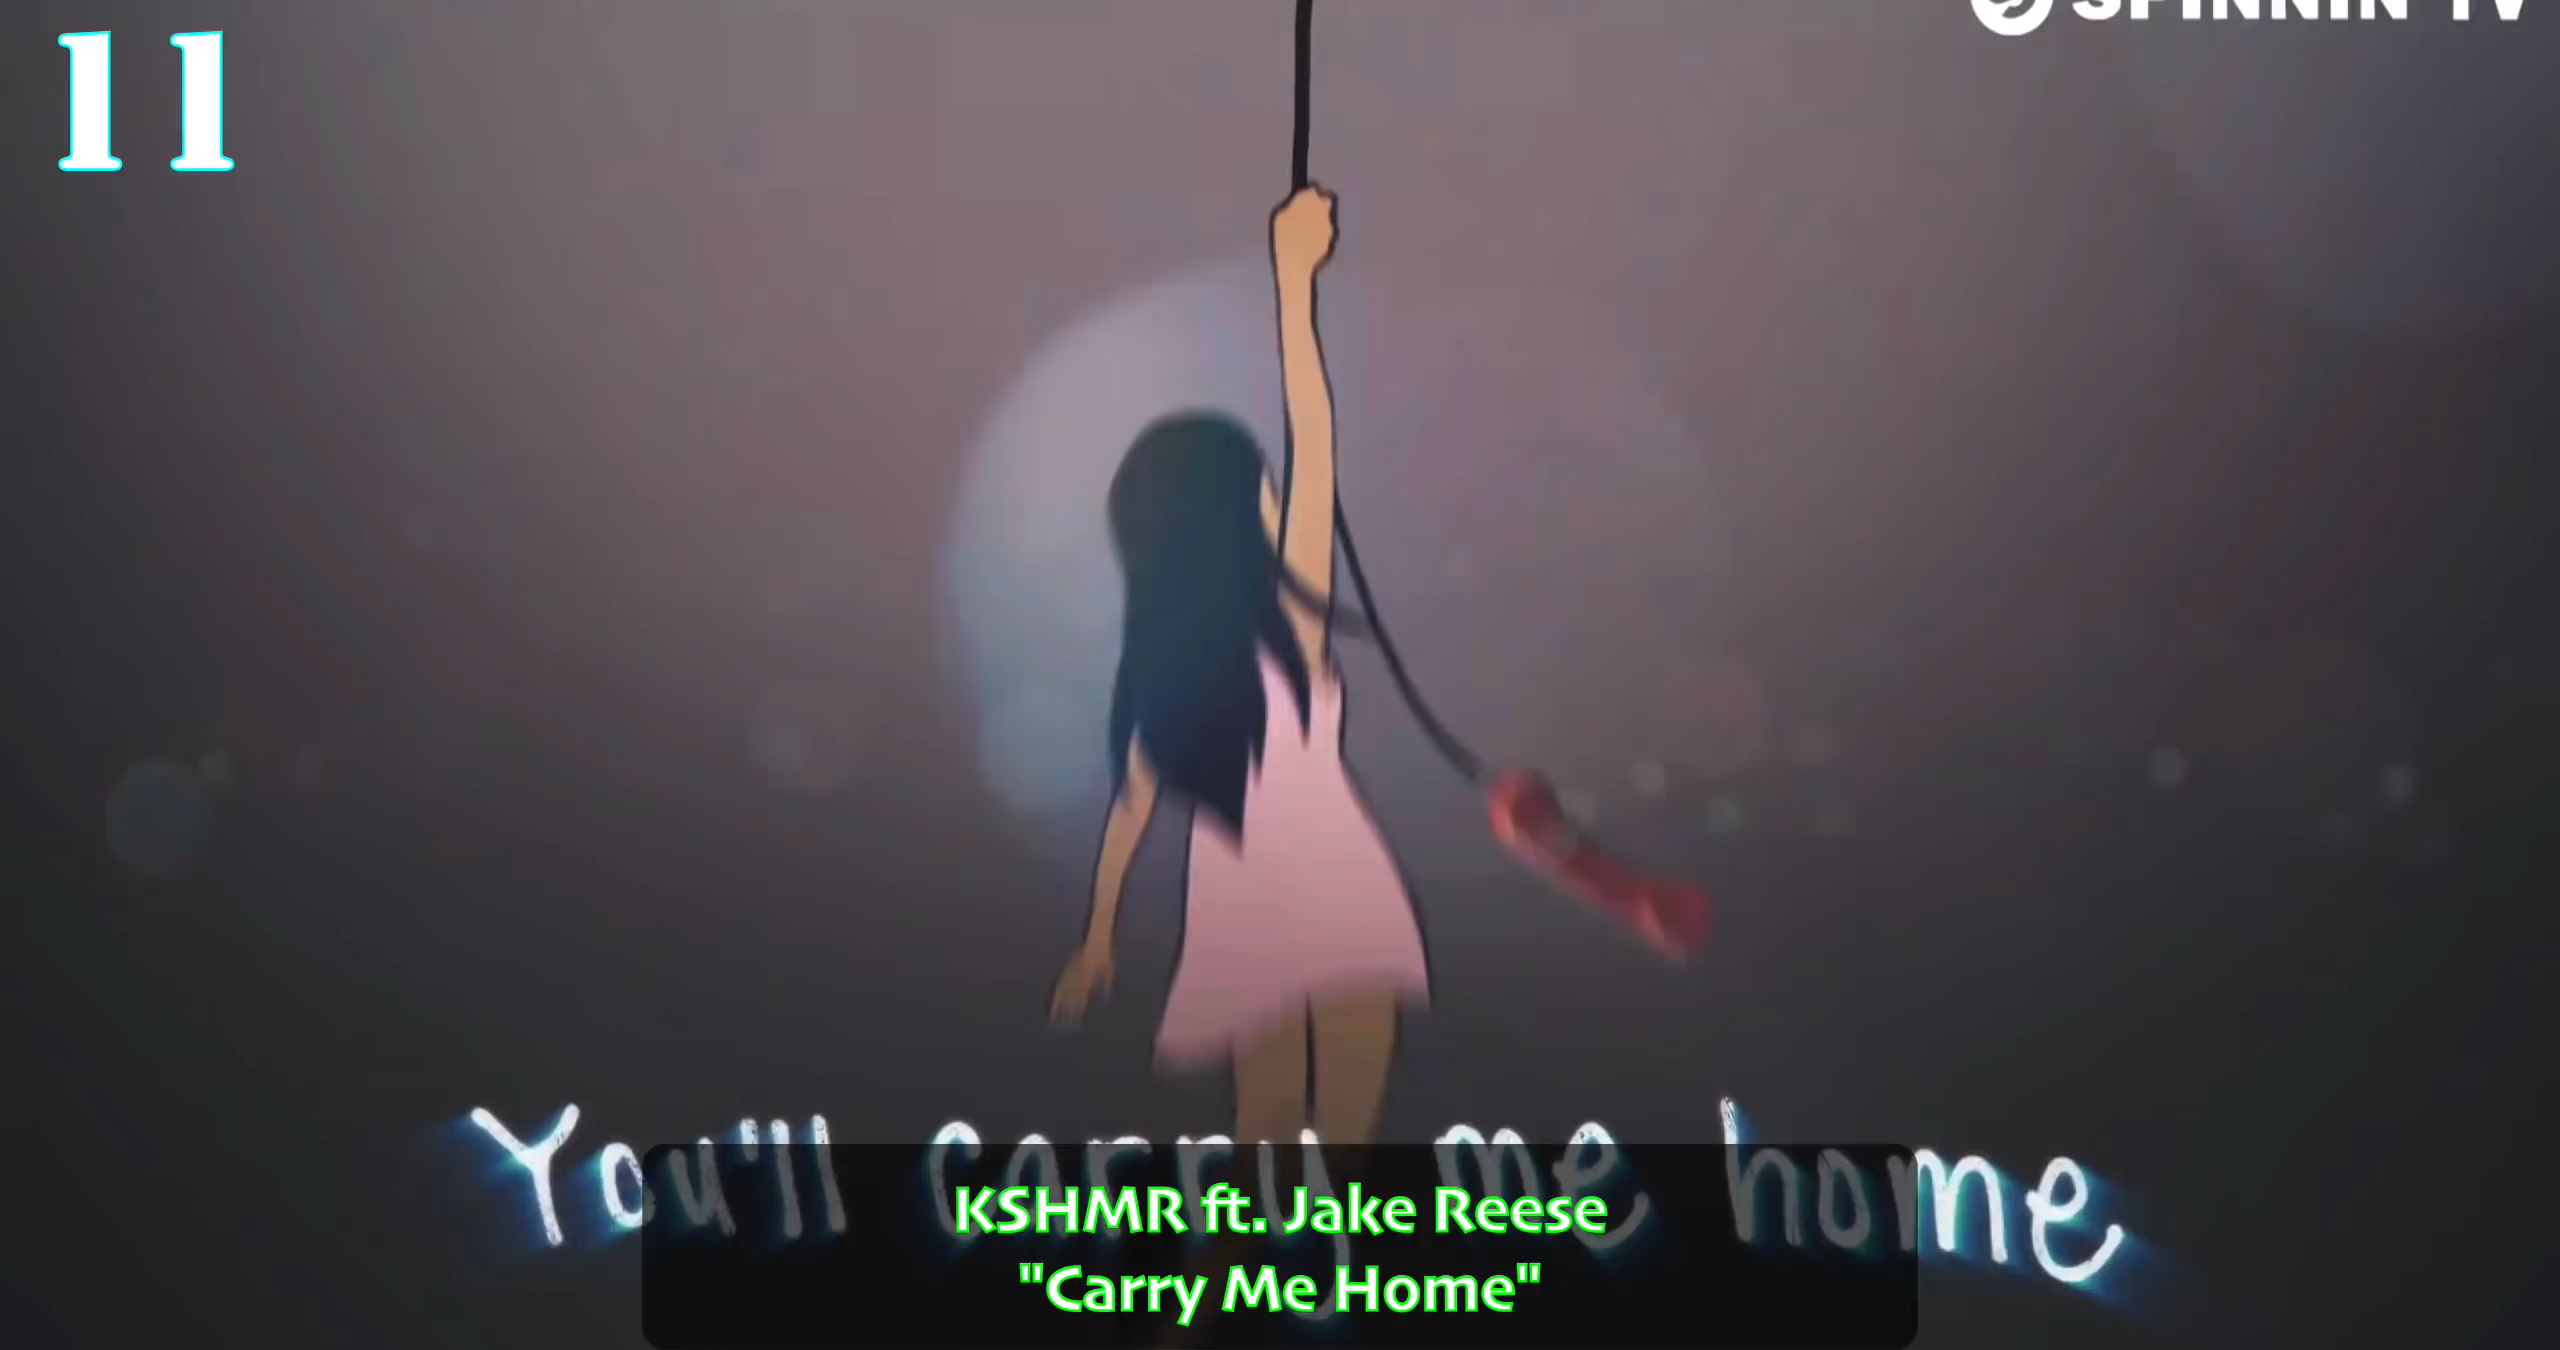 11
SPINNIN' TV
You'll carry me home
KSHMR ft. Jake Reese
"Carry Me Home"